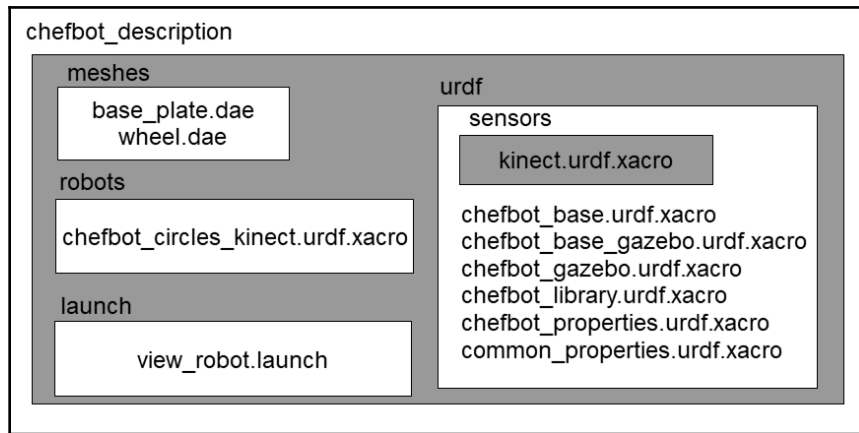 chefbot_description
meshes
base_plate.dae
wheel.dae
robots
chefbot_circles_kinect.urdf.xacro
launch
view_robot.launch
urdf
sensors
kinect.urdf.xacro
chefbot_base.urdf.xacro
chefbot_base_gazebo.urdf.xacro
chefbot_gazebo.urdf.xacro
chefbot_library.urdf.xacro
chefbot_properties.urdf.xacro
common_properties.urdf.xacro